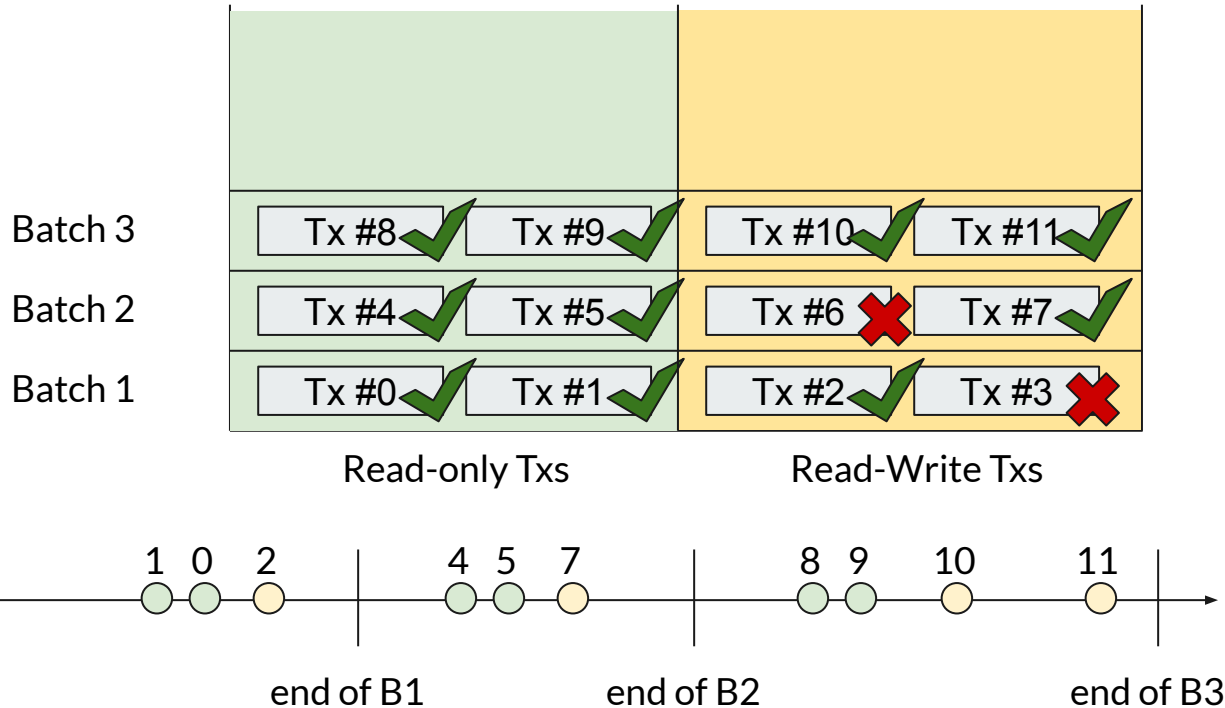 Batch 3 Tx #8 Tx #9 Tx #10 Tx #11
Batch 2 Tx #4 Tx #5 Tx #6 Tx #7
Batch 1 Tx #0 Tx #1 Tx #2 Tx #3
Read-only Txs Read-Write Txs
1 0 2 4 5 7 8 9 10 11
end of B1 end of B2 end of B3